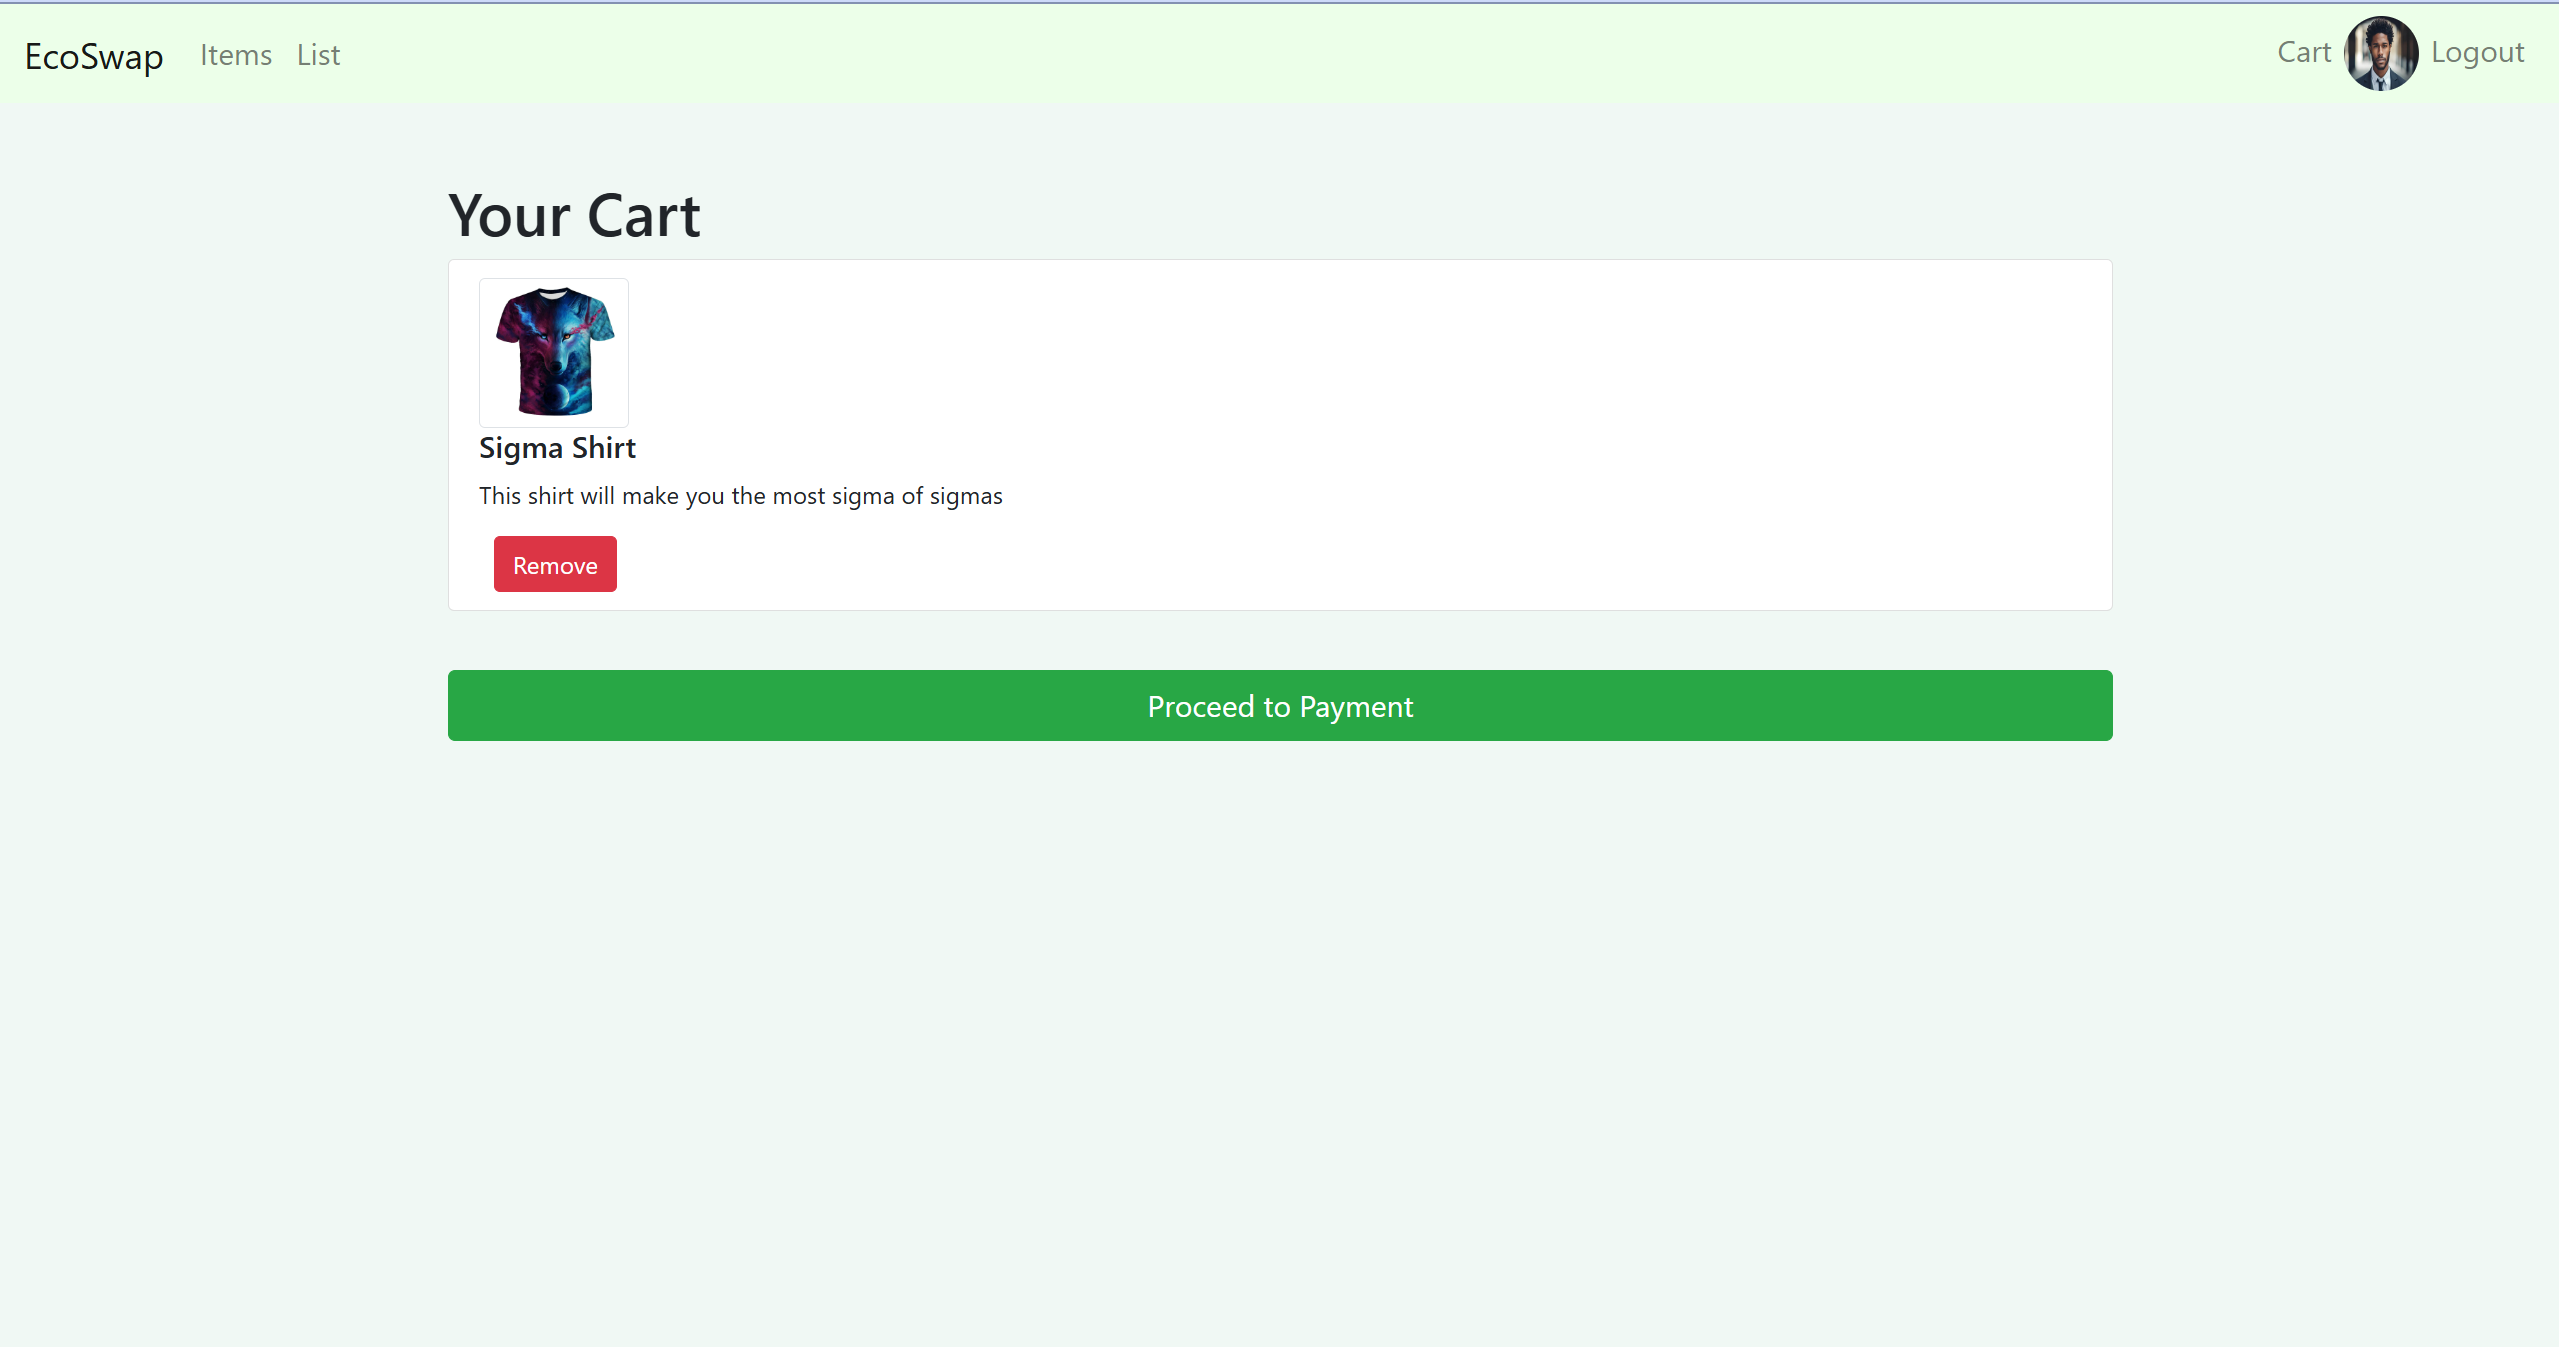 EcoSwap Items List Cart Logout
Your Cart
Sigma Shirt
This shirt will make you the most sigma of sigmas
Remove
Proceed to Payment